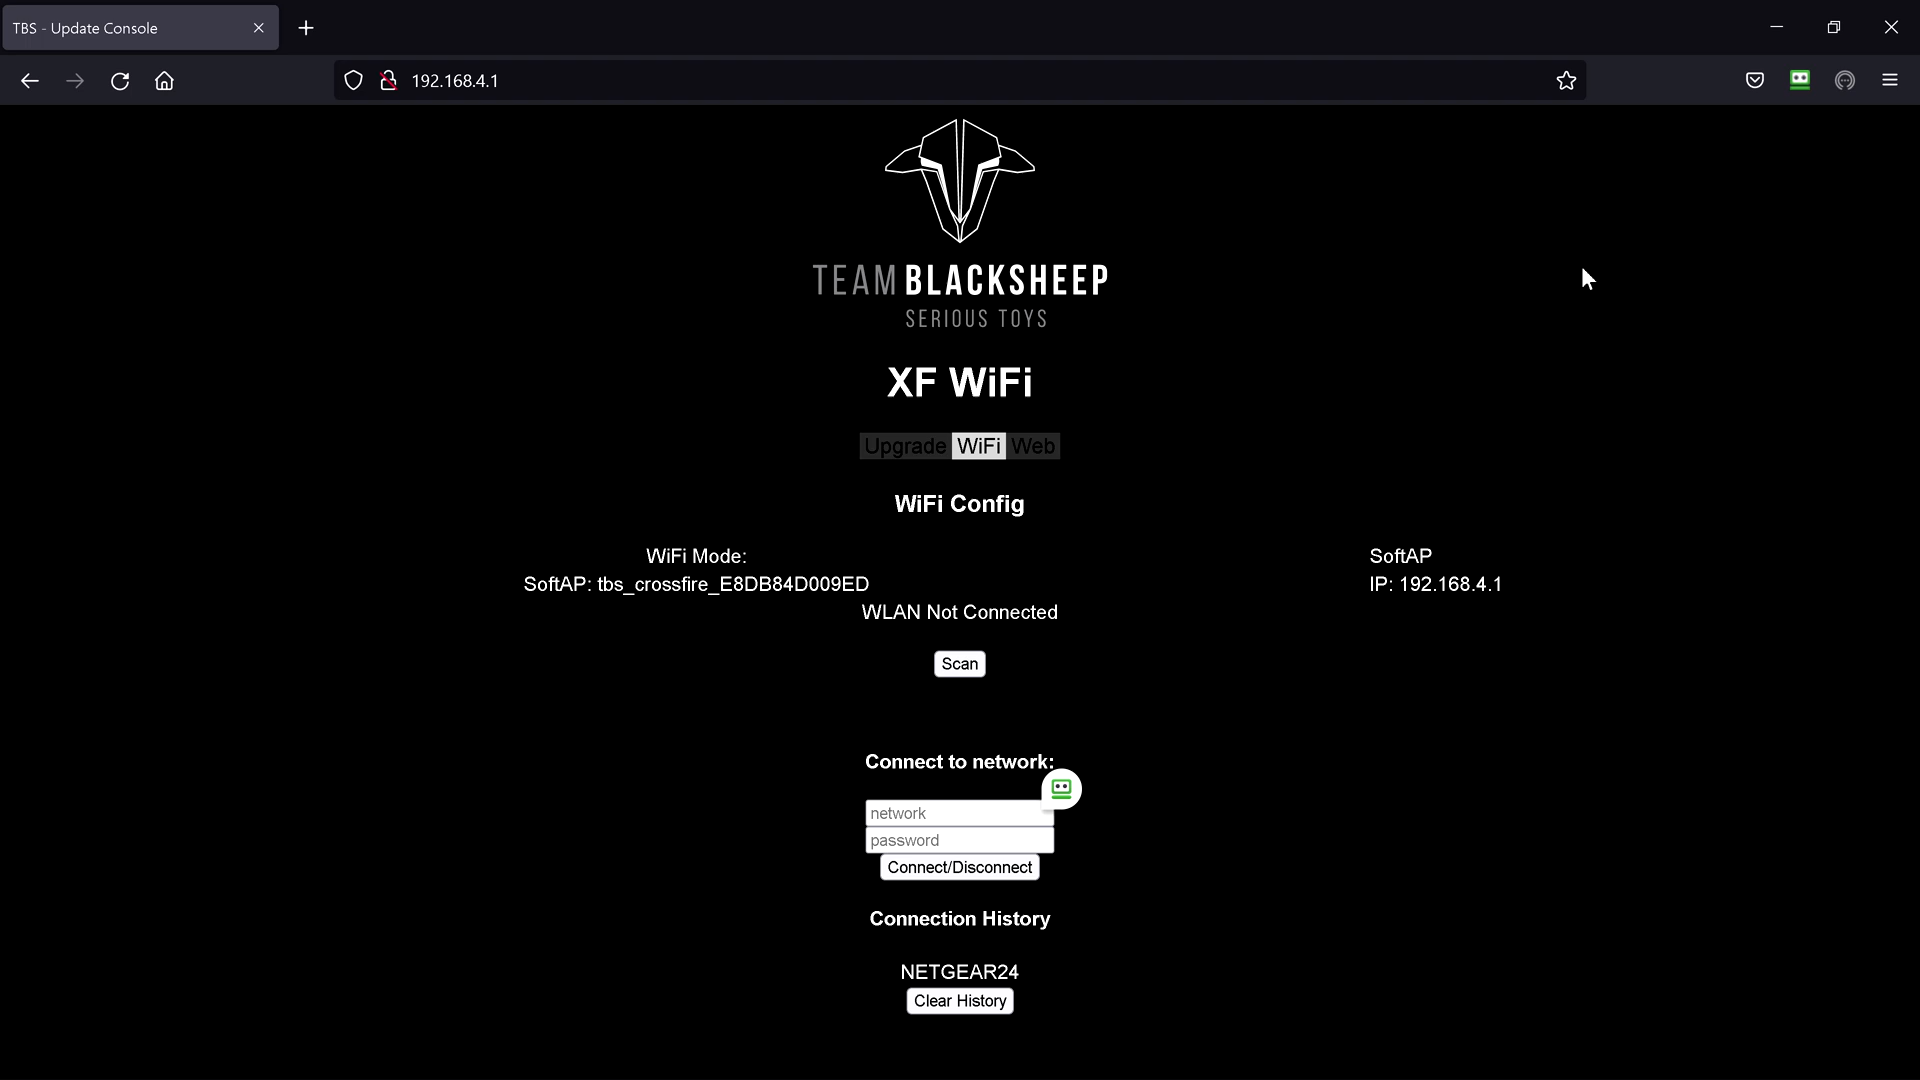 TBS - Update Console
192.168.4.1
TEAM BLACKSHEEP
SERIOUS TOYS
XF WiFi
Upgrade WiFi Web
WiFi Config
WiFi Mode: SoftAP
SoftAP: tbs_crossfire_E8DB84D009ED IP: 192.168.4.1
WLAN Not Connected
Scan
Connect to network:
network
password
Connect/Disconnect
Connection History
NETGEAR24
Clear History